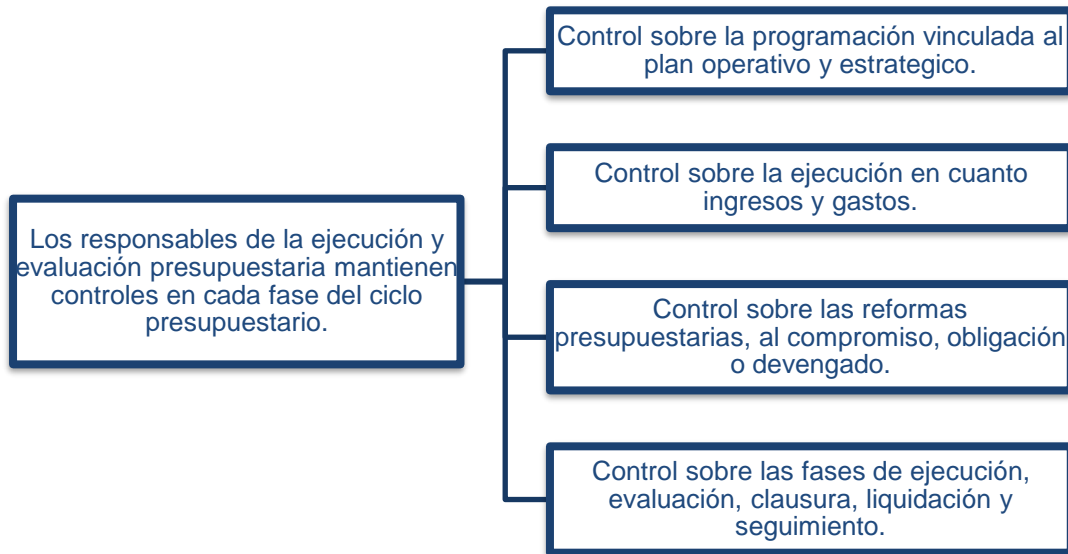 Control sobre la programación vinculada al
plan operativo y estrategico.
Control sobre la ejecución en cuanto
ingresos y gastos.
Los responsables de la ejecución y
evaluación presupuestaria mantienen
controles en cada fase del ciclo
presupuestario.
Control sobre las reformas
presupuestarias, al compromiso, obligación
o devengado.
Control sobre las fases de ejecución,
evaluación, clausura, liquidación y
seguimiento.